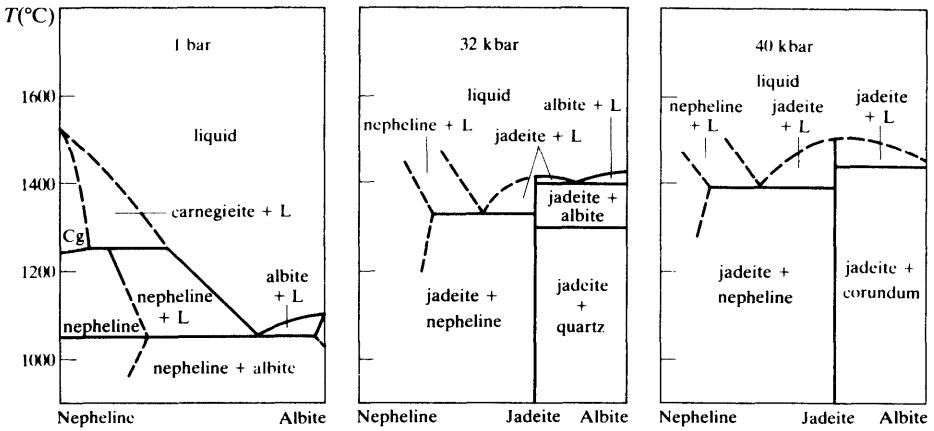 T(°C)
1 bar
1600
liquid
1400
carnegieite + L
Cg
1200
albite
+ L
nepheline
+ L
nepheline
1000
nepheline + albite
Nepheline
Albite
32 kbar
liquid
albite + L
nepheline + L
jadeite + L
jadeite +
albite
jadeite +
nepheline
jadeite
+
quartz
Nepheline
Jadeite
Albite
40 kbar
liquid
nepheline
+ L
jadeite
+ L
jadeite
+ L
jadeite +
nepheline
jadeite +
corundum
Nepheline
Jadeite
Albite